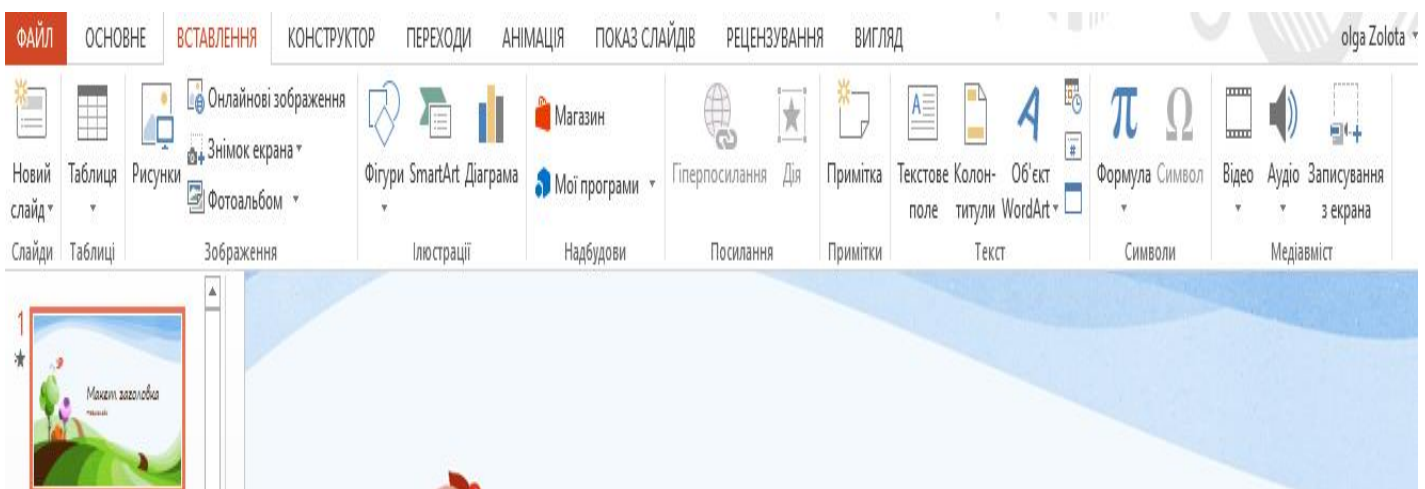 ФАЙЛ ОСНОВНЕ ВСТАВЛЕННЯ КОНСТРУКТОР ПЕРЕХОДИ АНІМАЦІЯ ПОКАЗ СЛАЙДІВ РЕЦЕНЗУВАННЯ ВИГЛЯД olga Zolota
Новий
слайд
Таблиця
Рисунки
Онлайнові зображення
Знімок екрана
Фотоальбом
Фігури
SmartArt
Діаграма
Магазин
Мої програми
Гіперпосилання
Дія
Примітка
Текстове
поле
Колон-
титули
Об'єкт
WordArt
Формула
Символ
Відео
Аудіо
Записування
з екрана
Слайди Таблиці Зображення Ілюстрації Надбудови Посилання Примітки Текст Символи Медіавміст
1
Макет заголовка